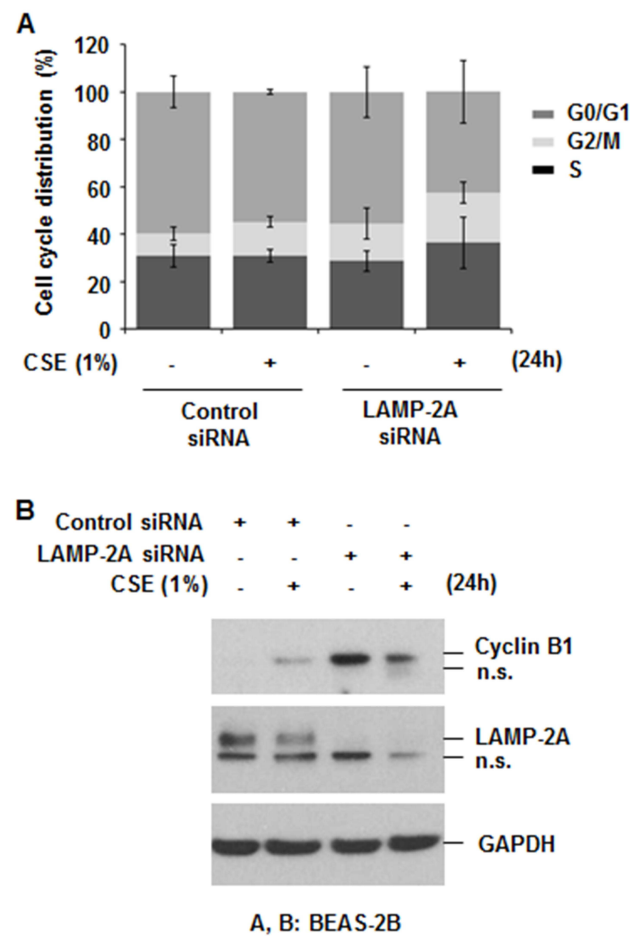 A
Cell cycle distribution (%)
120
100
80
60
40
20
0
G0/G1
G2/M
S
CSE (1%) - + - + (24h)
Control siRNA
LAMP-2A siRNA
B
Control siRNA + + - -
LAMP-2A siRNA - - + +
CSE (1%) - + - + (24h)
Cyclin B1
n.s.
LAMP-2A
n.s.
GAPDH
A, B: BEAS-2B